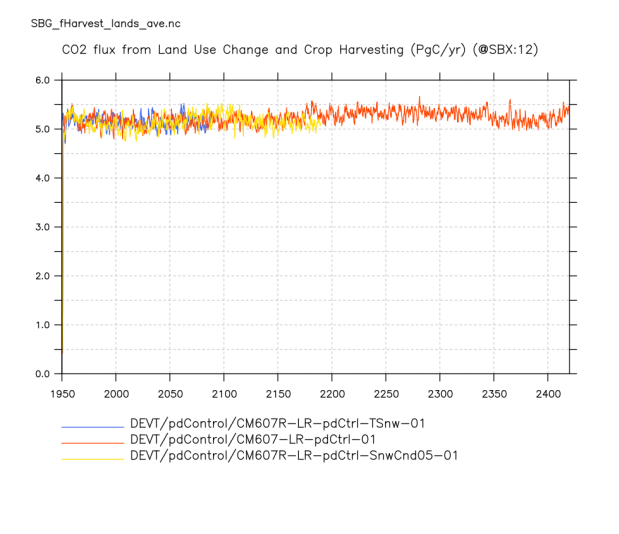 SBG_fHarvest_lands_ave.nc
CO2 flux from Land Use Change and Crop Harvesting (PgC/yr) (@SBX:12)
6.0
5.0
4.0
3.0
2.0
1.0
0.0
1950 2000 2050 2100 2150 2200 2250 2300 2350 2400
DEVT/pdControl/CM607R-LR-pdCtrl-TSnw-01
DEVT/pdControl/CM607-LR-pdCtrl-01
DEVT/pdControl/CM607R-LR-pdCtrl-SnwCnd05-01